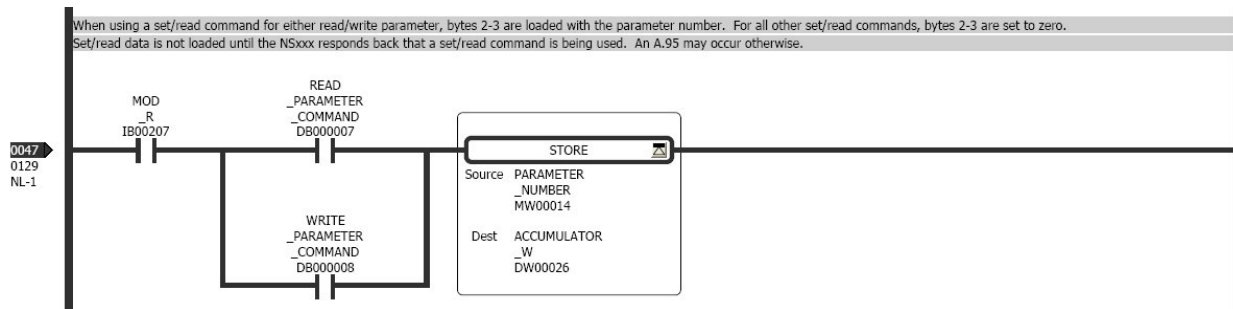 When using a set/read command for either read/write parameter, bytes 2-3 are loaded with the parameter number.  For all other set/read commands, bytes 2-3 are set to zero.
Set/read data is not loaded until the NSxxx responds back that a set/read command is being used.  An A.95 may occur otherwise.
MOD
_R
IB00207
READ
_PARAMETER
_COMMAND
DB000007
0047
0129
NL-1
STORE
Source PARAMETER
_NUMBER
MW00014
Dest ACCUMULATOR
_W
DW00026
WRITE
_PARAMETER
_COMMAND
DB000008